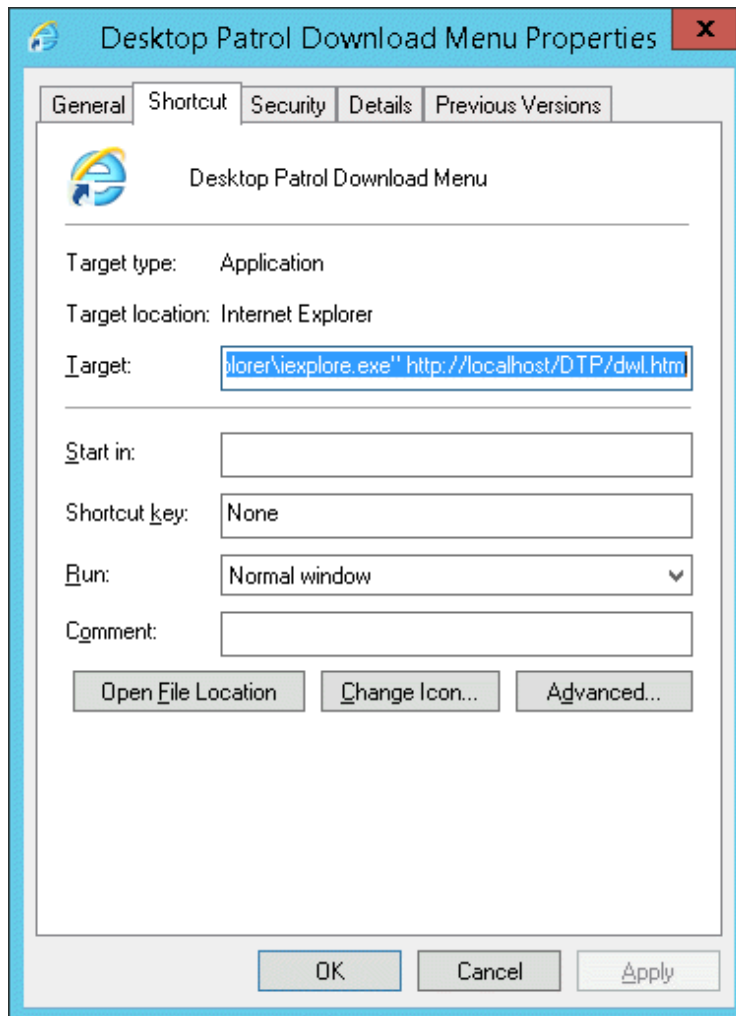 Desktop Patrol Download Menu Properties x
General Shortcut Security Details Previous Versions
Desktop Patrol Download Menu
Target type: Application
Target location: Internet Explorer
Target: plorer\iexplore.exe" http://localhost/DTP/dwl.htm
Start in:
Shortcut key: None
Run: Normal window
Comment:
Open File Location Change Icon... Advanced...
OK Cancel Apply